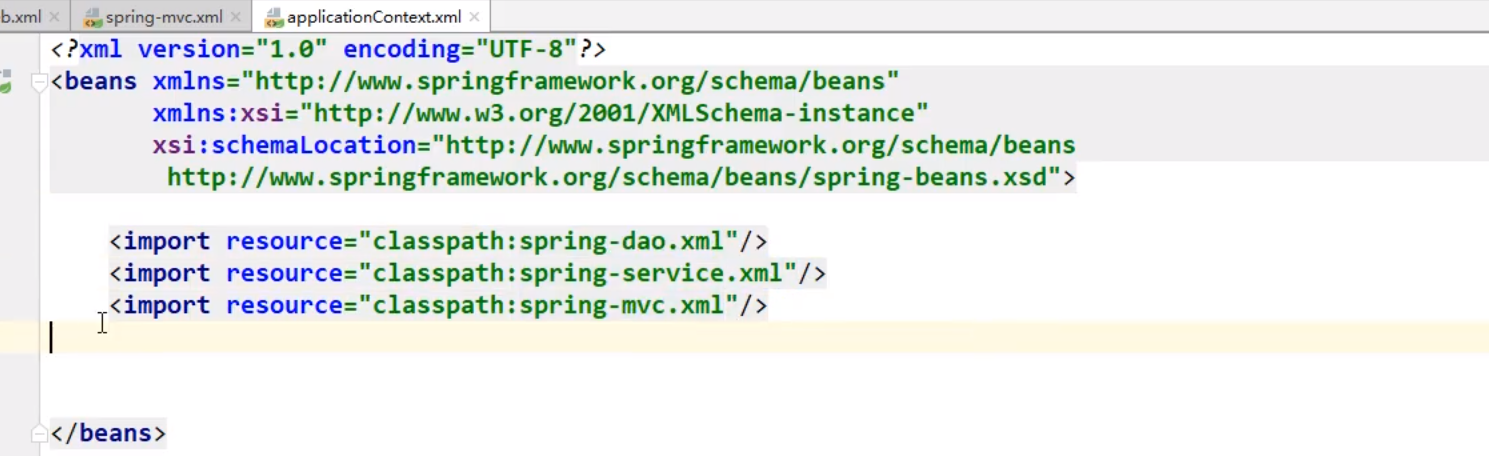 b.xml spring-mvc.xml applicationContext.xml
<?xml version="1.0" encoding="UTF-8"?>
<beans xmlns="http://www.springframework.org/schema/beans"
       xmlns:xsi="http://www.w3.org/2001/XMLSchema-instance"
       xsi:schemaLocation="http://www.springframework.org/schema/beans
        http://www.springframework.org/schema/beans/spring-beans.xsd">
    <import resource="classpath:spring-dao.xml"/>
    <import resource="classpath:spring-service.xml"/>
    <import resource="classpath:spring-mvc.xml"/>
</beans>